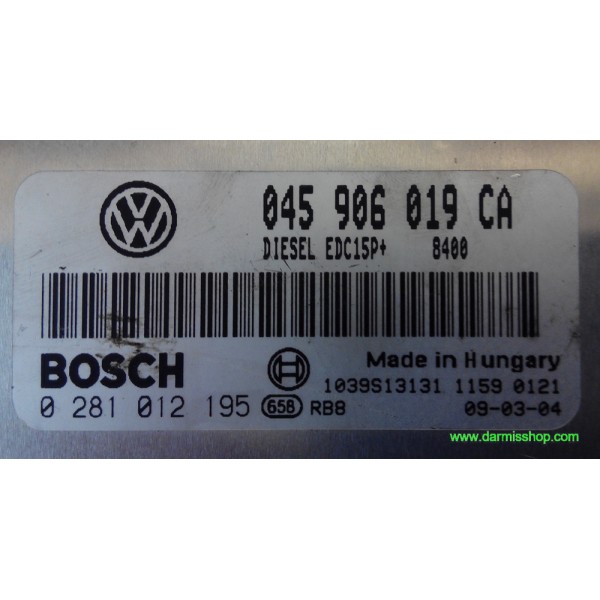 045 906 019 CA
DIESEL EDC15P+ 8400
BOSCH
Made in Hungary
1039S13131 1159 0121
0 281 012 195 658 RB8 09-03-04
www.darmisshop.com